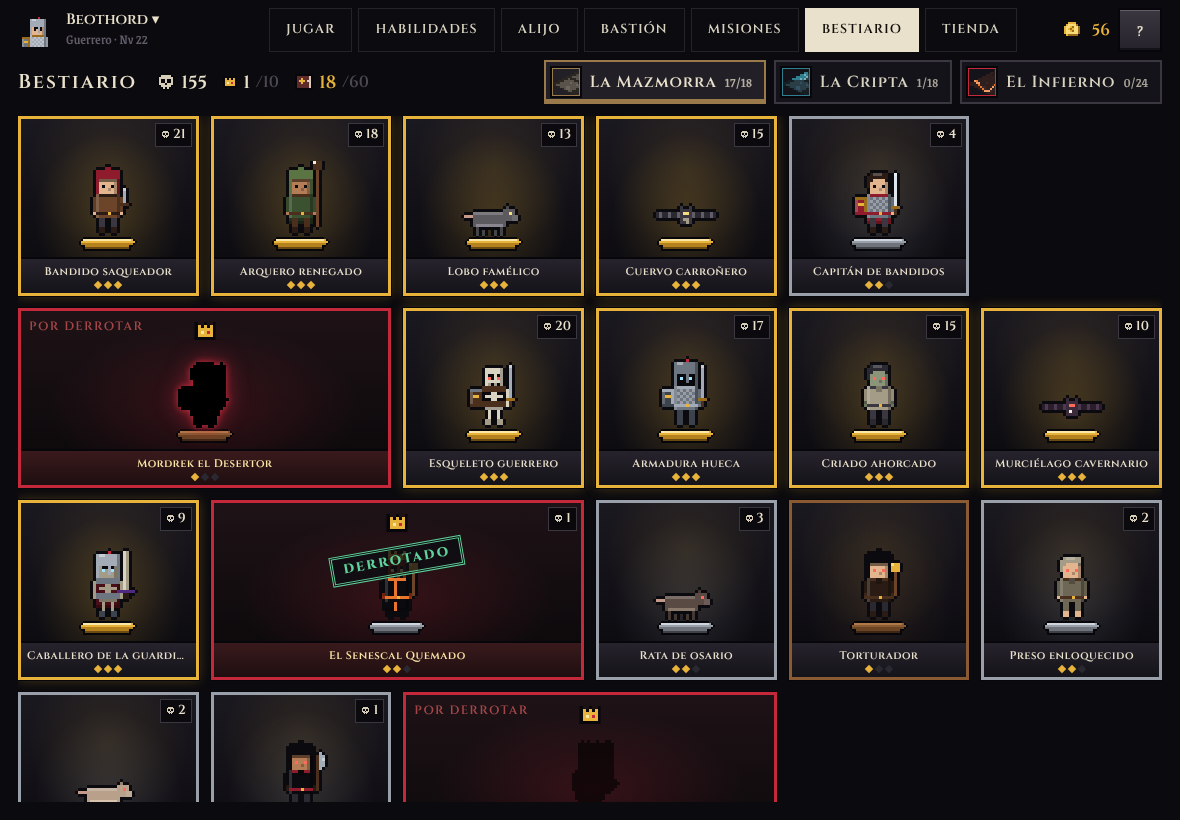 Beothord ▾
Guerrero · Nv 22
JUGAR
HABILIDADES
ALIJO
BASTIÓN
MISIONES
BESTIARIO
TIENDA
56
?
Bestiario
155
1 /10
18 /60
La Mazmorra 17/18
La Cripta 1/18
El Infierno 0/24
21
18
13
15
4
Bandido saqueador
Arquero renegado
Lobo famélico
Cuervo carroñero
Capitán de bandidos
POR DERROTAR
20
17
15
10
Mordrek el Desertor
Esqueleto guerrero
Armadura hueca
Criado ahorcado
Murciélago cavernario
9
1
DERROTADO
3
2
Caballero de la guardi...
El Senescal Quemado
Rata de osario
Torturador
Preso enloquecido
2
1
POR DERROTAR